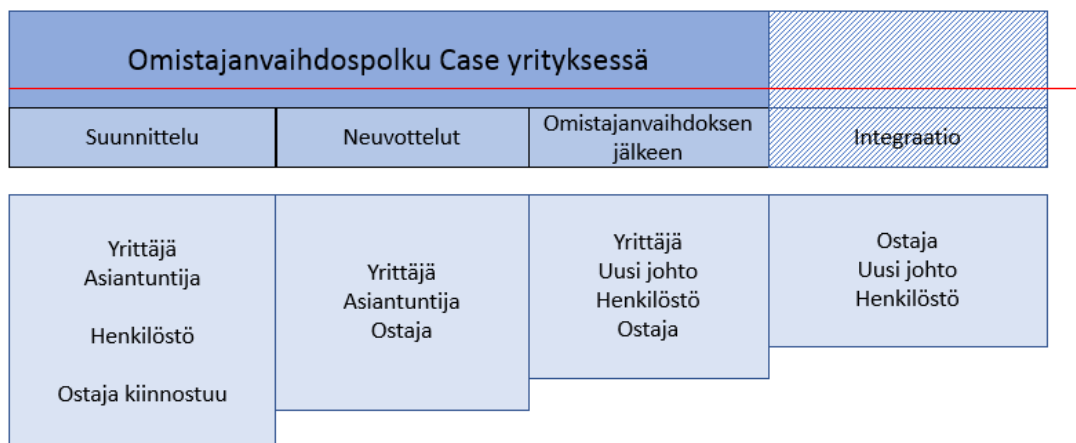 Omistajanvaihdospolku Case yrityksessä
Suunnittelu
Neuvottelut
Omistajanvaihdoksen
jälkeen
Integraatio
Yrittäjä
Asiantuntija
Henkilöstö
Ostaja kiinnostuu
Yrittäjä
Asiantuntija
Ostaja
Yrittäjä
Uusi johto
Henkilöstö
Ostaja
Ostaja
Uusi johto
Henkilöstö